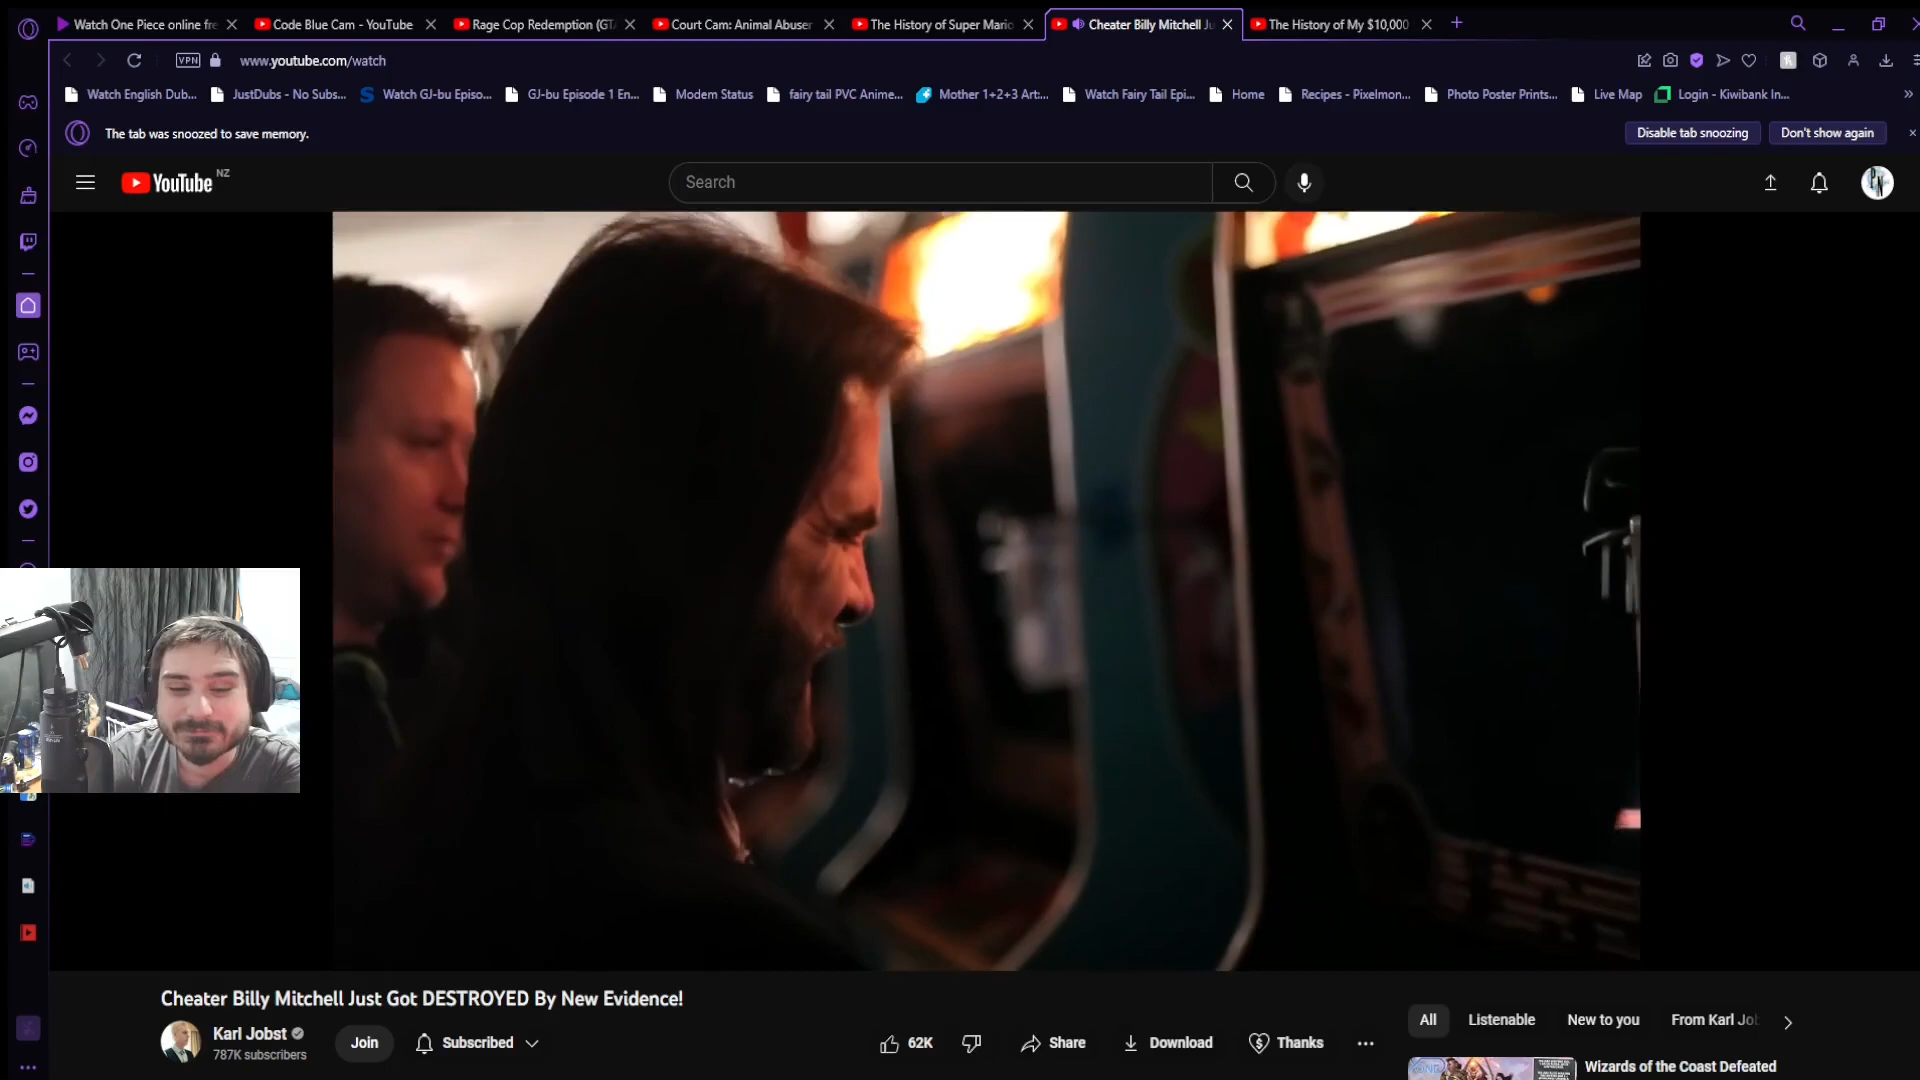 Watch One Piece online fre
Code Blue Cam - YouTube
Rage Cop Redemption (GTA
Court Cam: Animal Abuser
The History of Super Mario
Cheater Billy Mitchell Ju
The History of My $10,000
VPN
www.youtube.com/watch
Watch English Dub...
JustDubs - No Subs...
Watch GJ-bu Episo...
GJ-bu Episode 1 En...
Modem Status
fairy tail PVC Anime...
Mother 1+2+3 Art:...
Watch Fairy Tail Epi...
Home
Recipes - Pixelmon...
Photo Poster Prints...
Live Map
Login - Kiwibank In...
The tab was snoozed to save memory.
Disable tab snoozing
Don't show again
YouTube NZ
Search
Cheater Billy Mitchell Just Got DESTROYED By New Evidence!
Karl Jobst
787K subscribers
Join
Subscribed
62K
Share
Download
Thanks
All
Listenable
New to you
From Karl Job
Wizards of the Coast Defeated